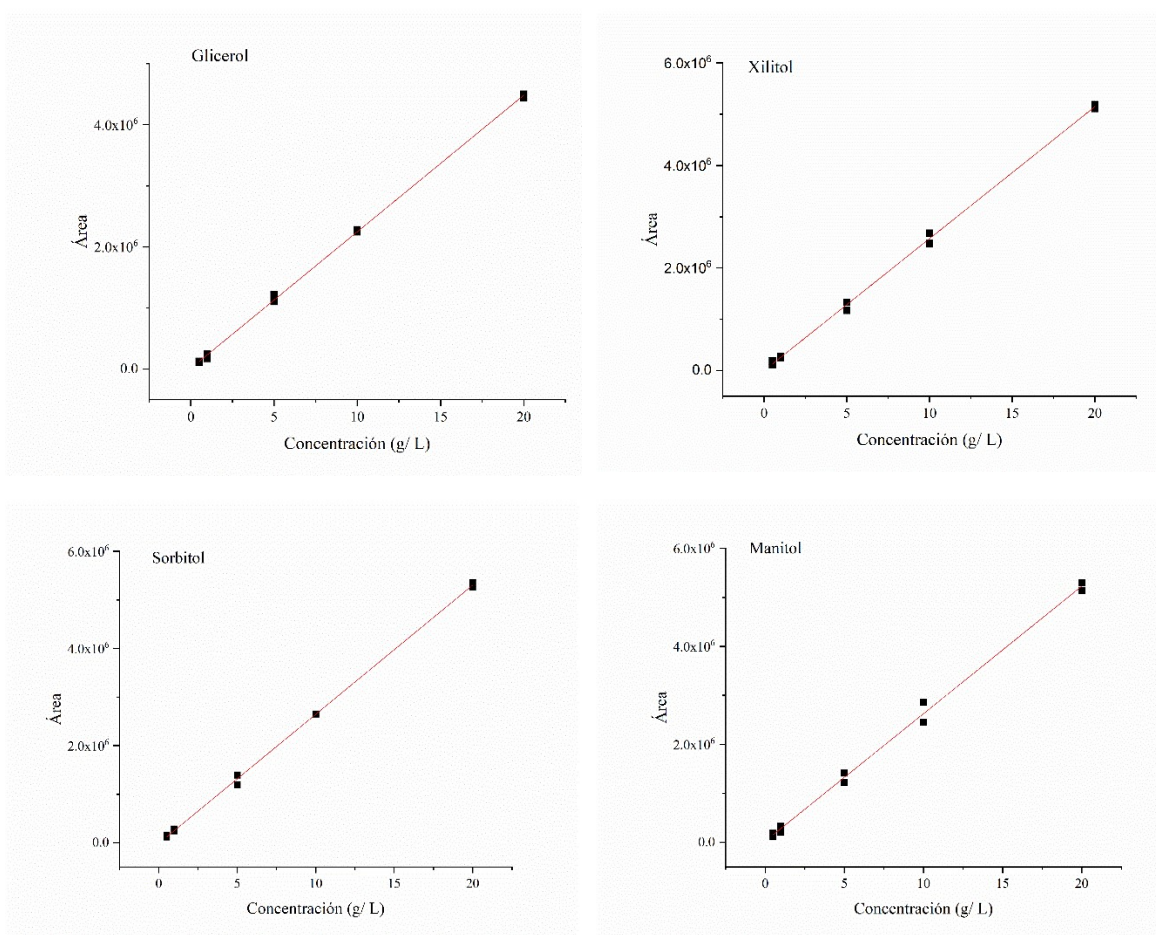 Glicerol
4.0x10⁶
2.0x10⁶
0.0
Área
0
5
10
15
20
Concentración (g/ L)
Xilitol
6.0x10⁶
4.0x10⁶
2.0x10⁶
0.0
Área
0
5
10
15
20
Concentración (g/ L)
Sorbitol
6.0x10⁶
4.0x10⁶
2.0x10⁶
0.0
Área
0
5
10
15
20
Concentración (g/ L)
Manitol
6.0x10⁶
4.0x10⁶
2.0x10⁶
0.0
Área
0
5
10
15
20
Concentración (g/ L)